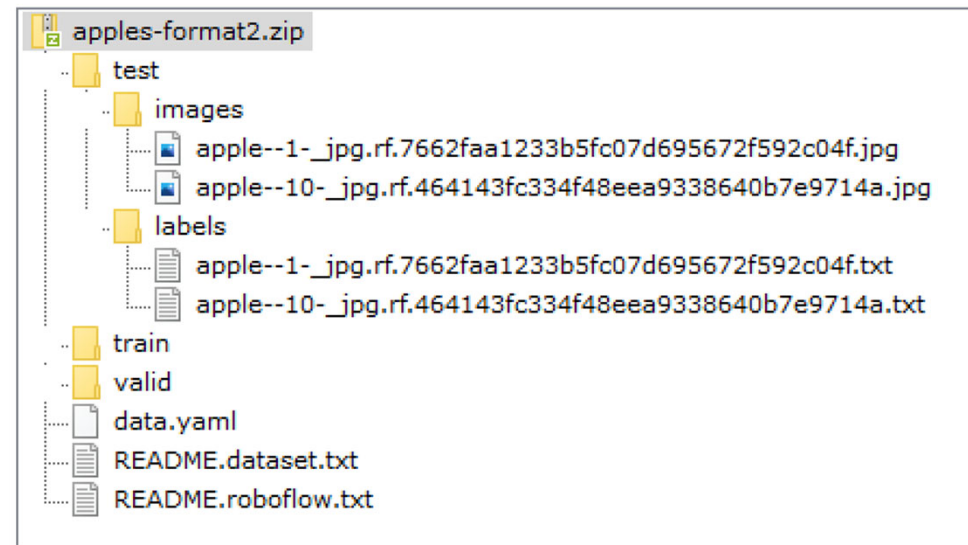 apples-format2.zip
test
images
apple--1-_jpg.rf.7662faa1233b5fc07d695672f592c04f.jpg
apple--10-_jpg.rf.464143fc334f48eea9338640b7e9714a.jpg
labels
apple--1-_jpg.rf.7662faa1233b5fc07d695672f592c04f.txt
apple--10-_jpg.rf.464143fc334f48eea9338640b7e9714a.txt
train
valid
data.yaml
README.dataset.txt
README.roboflow.txt